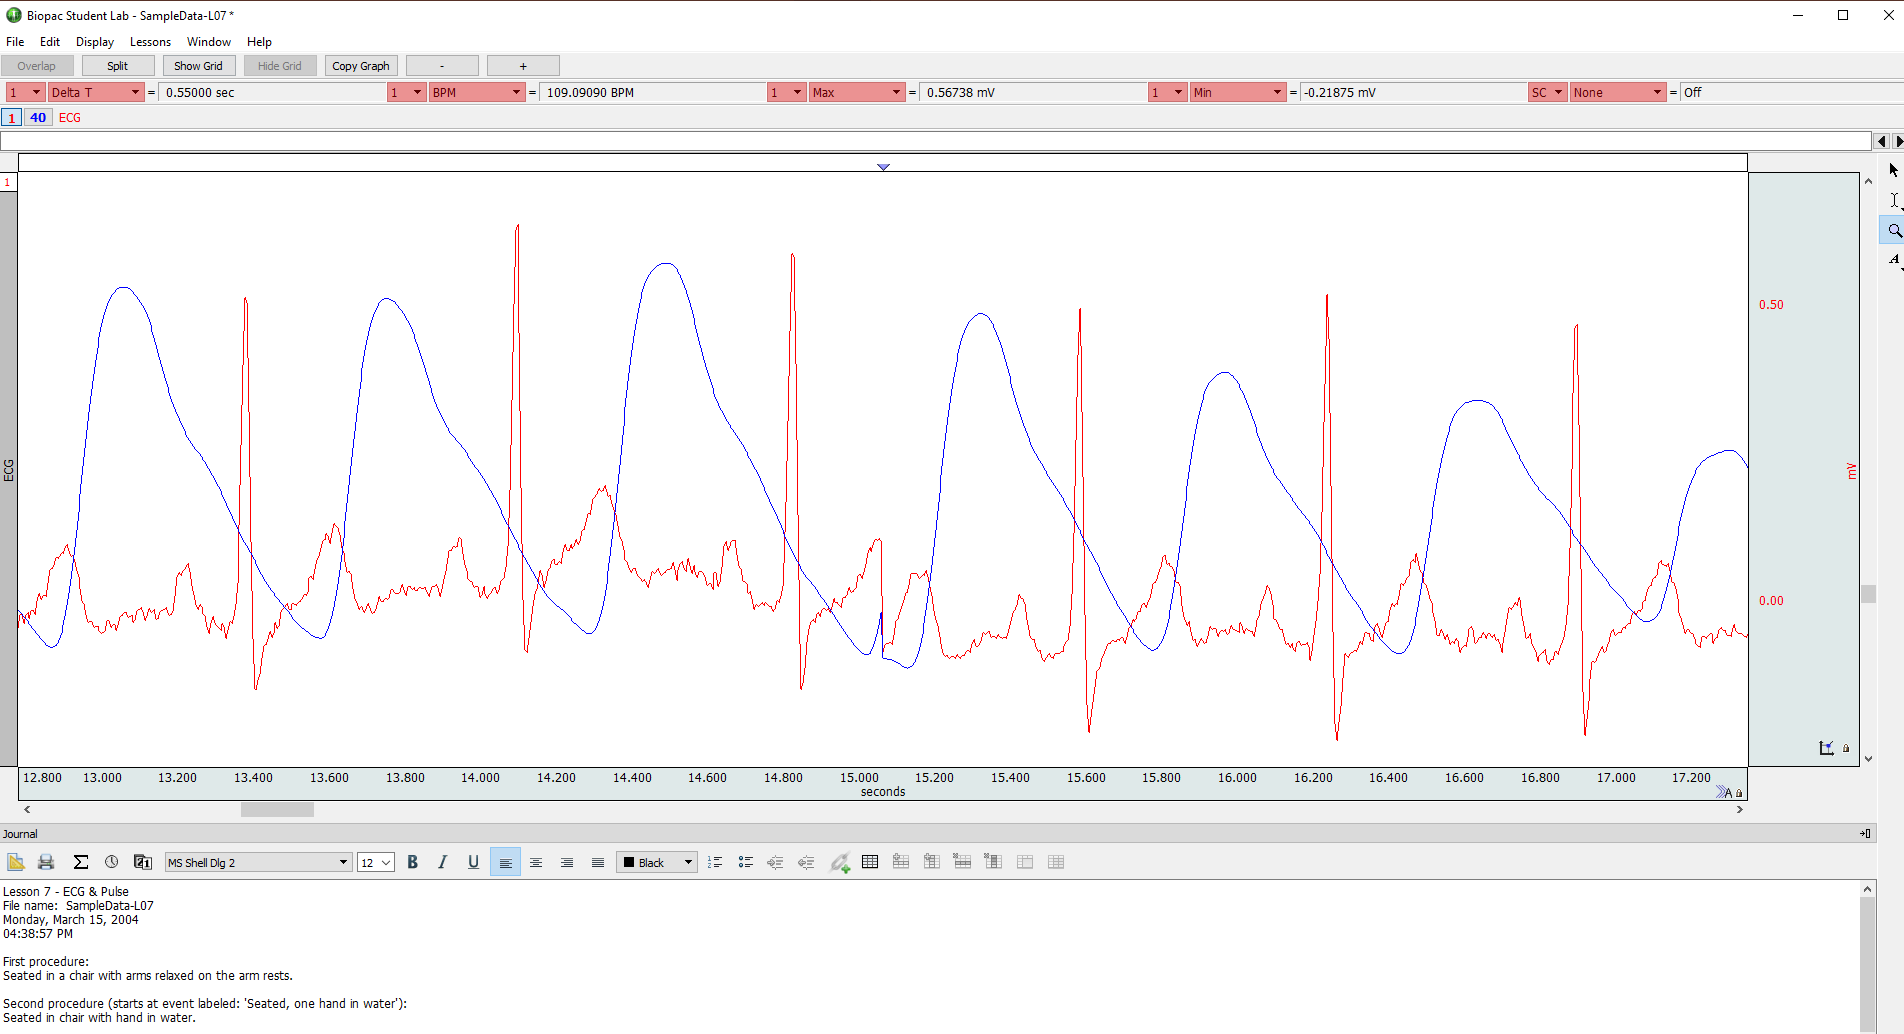 Biopac Student Lab - SampleData-L07 *
File Edit Display Lessons Window Help
Overlap Split Show Grid Hide Grid Copy Graph - +
1 Delta T = 0.55000 sec 1 BPM = 109.09090 BPM 1 Max = 0.56738 mV 1 Min = -0.21875 mV SC None = Off
1 40 ECG
1
0.50
ECG
mV
0.00
12.800 13.000 13.200 13.400 13.600 13.800 14.000 14.200 14.400 14.600 14.800 15.000 15.200 15.400 15.600 15.800 16.000 16.200 16.400 16.600 16.800 17.000 17.200
seconds
A
Journal
MS Shell Dlg 2 12 B I U Black
Lesson 7 - ECG & Pulse
File name: SampleData-L07
Monday, March 15, 2004
04:38:57 PM
First procedure:
Seated in a chair with arms relaxed on the arm rests.
Second procedure (starts at event labeled: 'Seated, one hand in water'):
Seated in chair with hand in water.